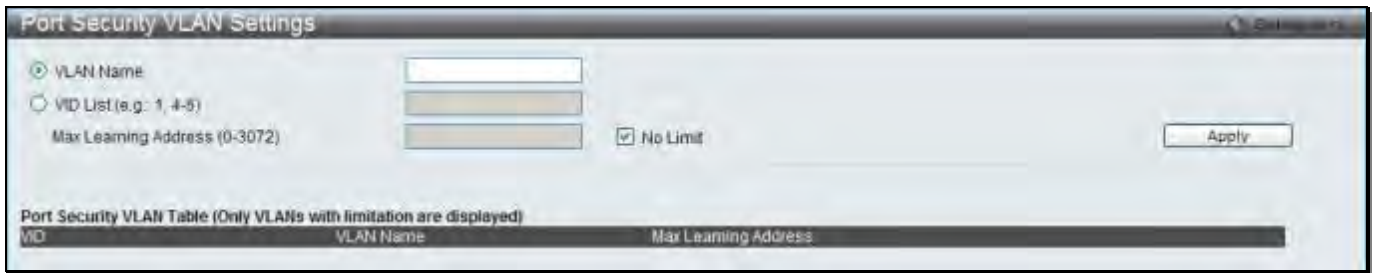 Port Security VLAN Settings
VLAN Name
VID List (e.g.: 1, 4-6)
Max Learning Address (0-3072)
No Limit
Apply
Port Security VLAN Table (Only VLANs with limitation are displayed)
VID VLAN Name Max Learning Address